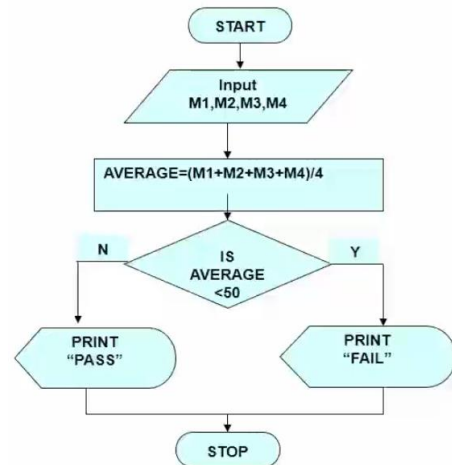 START
Input
M1,M2,M3,M4
AVERAGE=(M1+M2+M3+M4)/4
N
IS
AVERAGE
<50
Y
PRINT
“PASS”
PRINT
“FAIL”
STOP